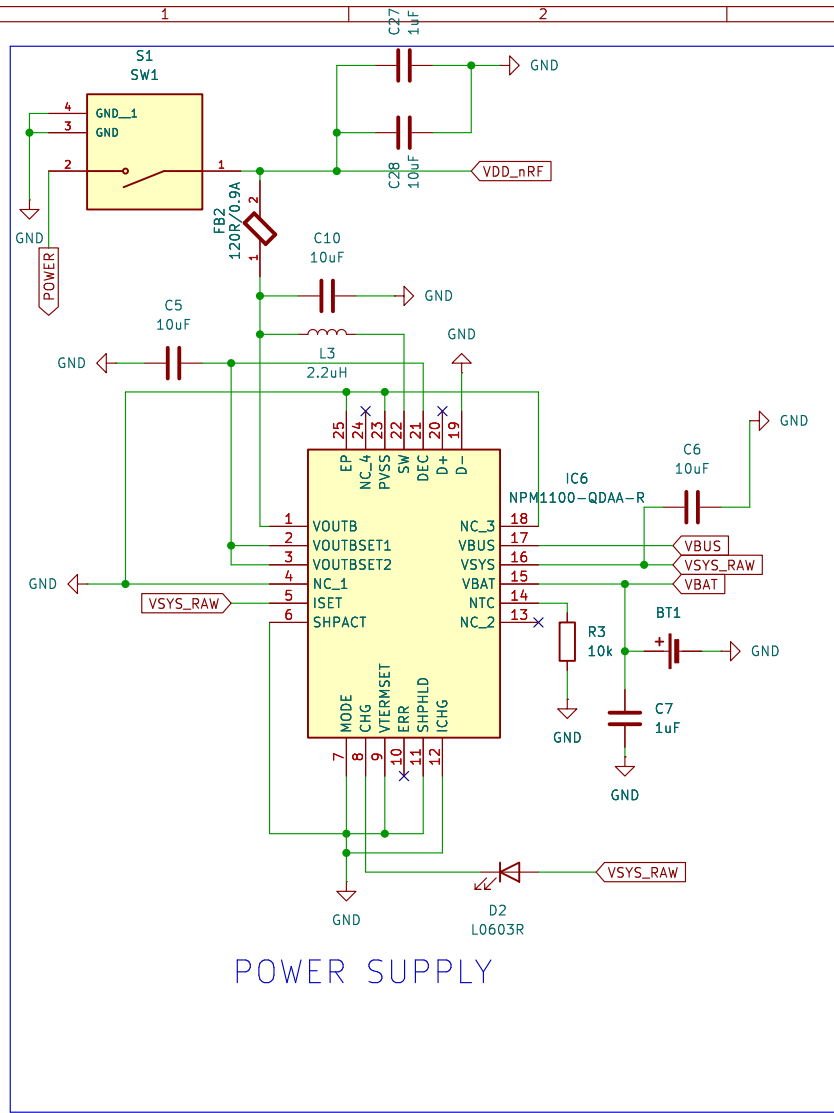 1
2
C27
1uF
GND
S1
SW1
4
GND__1
3
GND
2
1
C28
10uF
VDD_nRF
GND
POWER
FB2
120R/0.9A
2
1
C10
10uF
GND
C5
10uF
GND
L3
2.2uH
GND
25
24
23
22
21
20
19
EP
NC_4
PVSS
SW
DEC
D+
D-
IC6
NPM1100-QDAA-R
C6
10uF
GND
1
VOUTB
2
VOUTBSET1
3
VOUTBSET2
4
NC_1
5
ISET
6
SHPACT
GND
VSYS_RAW
NC_3
18
VBUS
17
VSYS
16
VBAT
15
NTC
14
NC_2
13
VBUS
VSYS_RAW
VBAT
R3
10k
GND
BT1
+
GND
C7
1uF
GND
MODE
CHG
VTERMSET
ERR
SHPHLD
ICHG
7
8
9
10
11
12
VSYS_RAW
GND
D2
L0603R
POWER SUPPLY